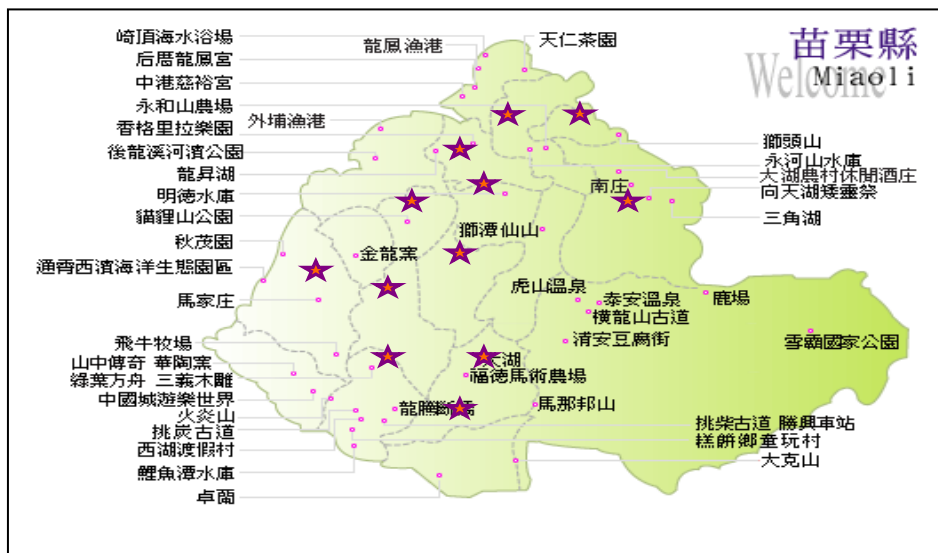 苗栗縣
Welcome
Miaoli
崎頂海水浴場
龍鳳漁港
天仁茶園
后厝龍鳳宮
中港慈裕宮
永和山農場
外埔漁港
香格里拉樂園
後龍溪河濱公園
龍昇湖
明德水庫
貓貍山公園
秋茂園
通霄西濱海洋生態園區
馬家庄
飛牛牧場
山中傳奇 華陶窯
綠葉方舟 三義木雕
中國城遊樂世界
火炎山
挑炭古道
西湖渡假村
鯉魚潭水庫
卓蘭
獅頭山
永河山水庫
大湖農村休閒酒庄
南庄
向天湖矮靈祭
三角湖
獅潭仙山
金龍窯
虎山溫泉
泰安溫泉
鹿場
橫龍山古道
清安豆腐街
雪霸國家公園
大湖
福德馬術農場
龍騰斷橋
馬那邦山
挑柴古道 勝興車站
糕餅鄉童玩村
大克山